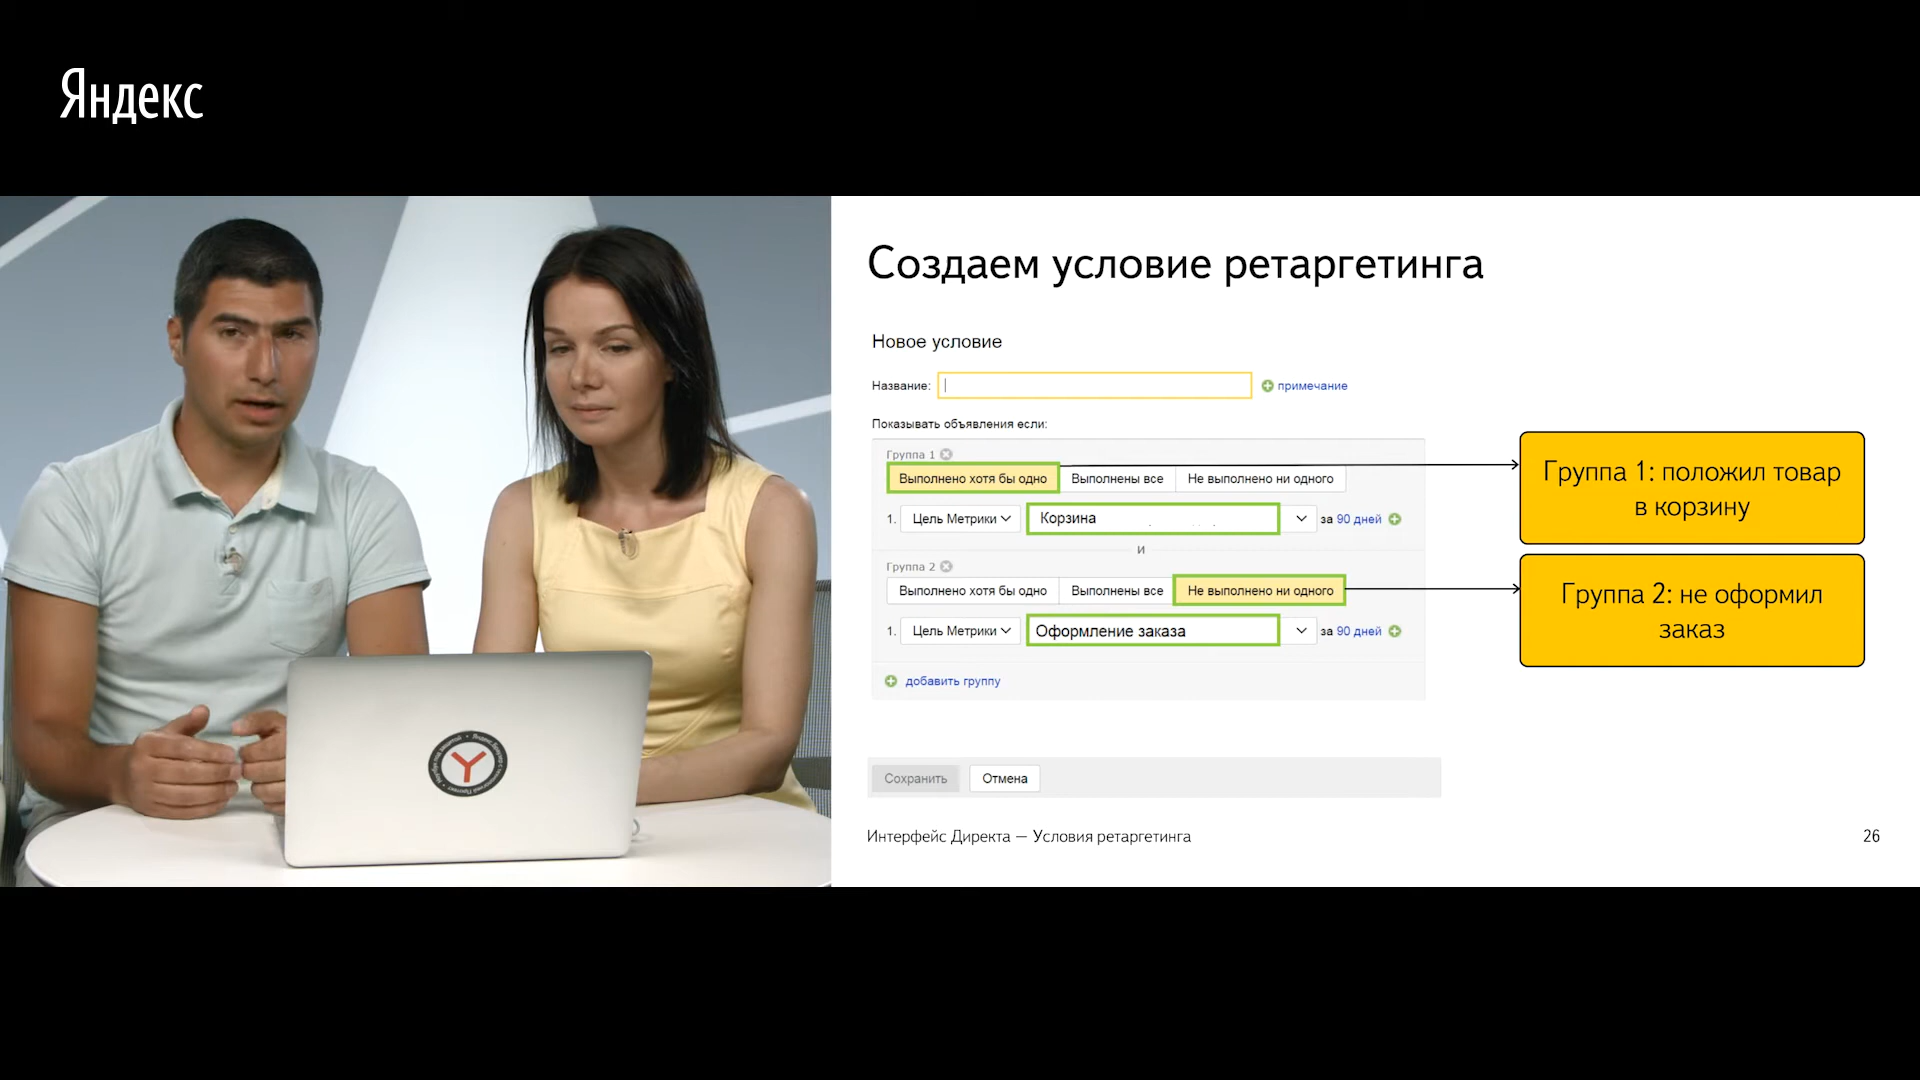 Яндекс
Создаем условие ретаргетинга
Новое условие
Название:
примечание
Показывать объявления если:
Группа 1
Выполнено хотя бы одно
Выполнены все
Не выполнено ни одного
1. Цель Метрики
Корзина
за 90 дней
и
Группа 2
Выполнено хотя бы одно
Выполнены все
Не выполнено ни одного
1. Цель Метрики
Оформление заказа
за 90 дней
добавить группу
Сохранить
Отмена
Группа 1: положил товар
в корзину
Группа 2: не оформил
заказ
Интерфейс Директа — Условия ретаргетинга
26